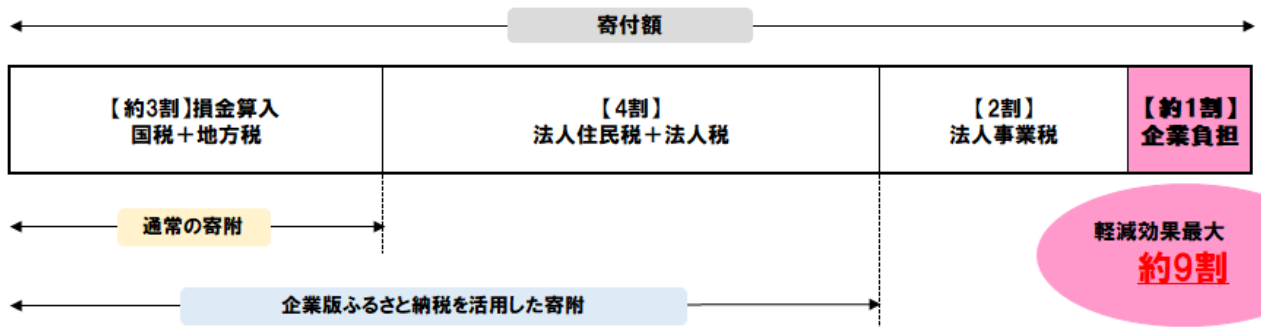 寄付額
【約3割】損金算入
国税+地方税
【4割】
法人住民税+法人税
【2割】
法人事業税
【約1割】
企業負担
通常の寄附
軽減効果最大
約9割
企業版ふるさと納税を活用した寄附